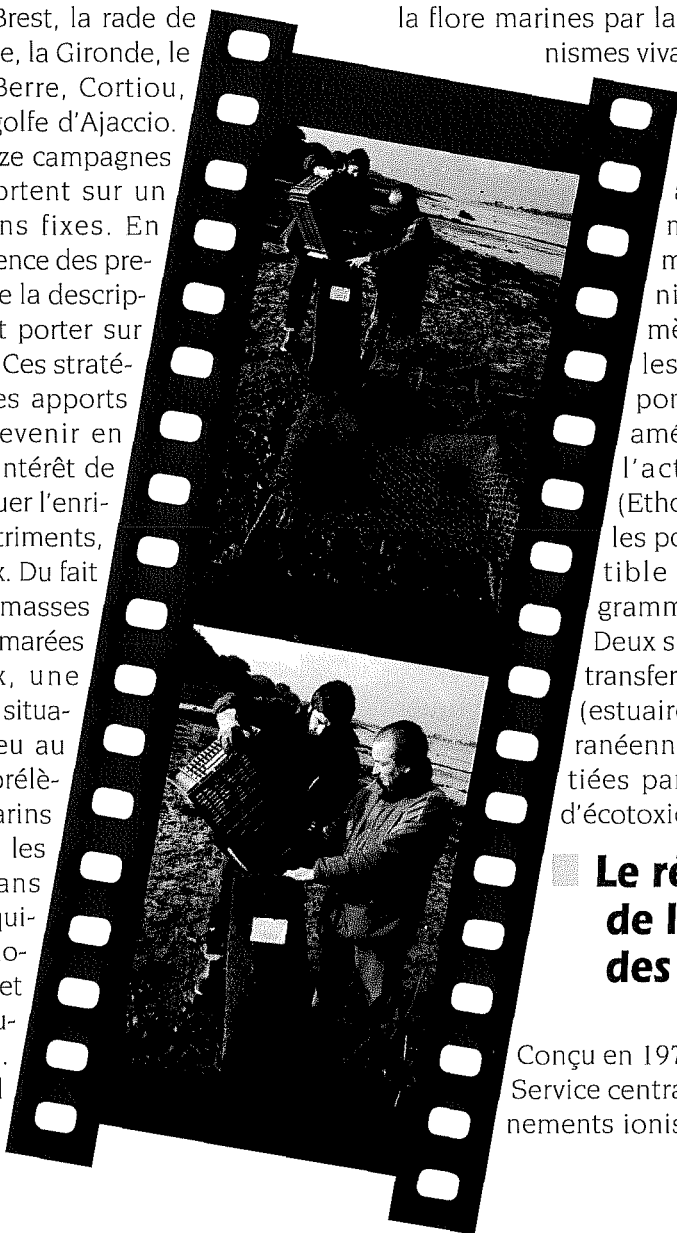 Brest, la rade de
e, la Gironde, le
Berre, Cortiou,
golfe d'Ajaccio.
ze campagnes
ortent sur un
ns fixes. En
ence des pre-
e la descrip-
t porter sur
Ces straté-
es apports
evenir en
intérêt de
uer l'enri-
triments,
x. Du fait
masses
marées
x, une
situa-
eu au
prélè-
arins
les
ans
qui-
o-
et
u-
.
la flore marines par la
nismes viva
a
n
m
ni
mè
les
por
amé
l'act
(Etho
les po
tible
gramm
Deux s
transfer
(estuaire
ranéenn
tiées par
d'écotoxic
Le ré
de l
des
Conçu en 197
Service centra
nements ionis